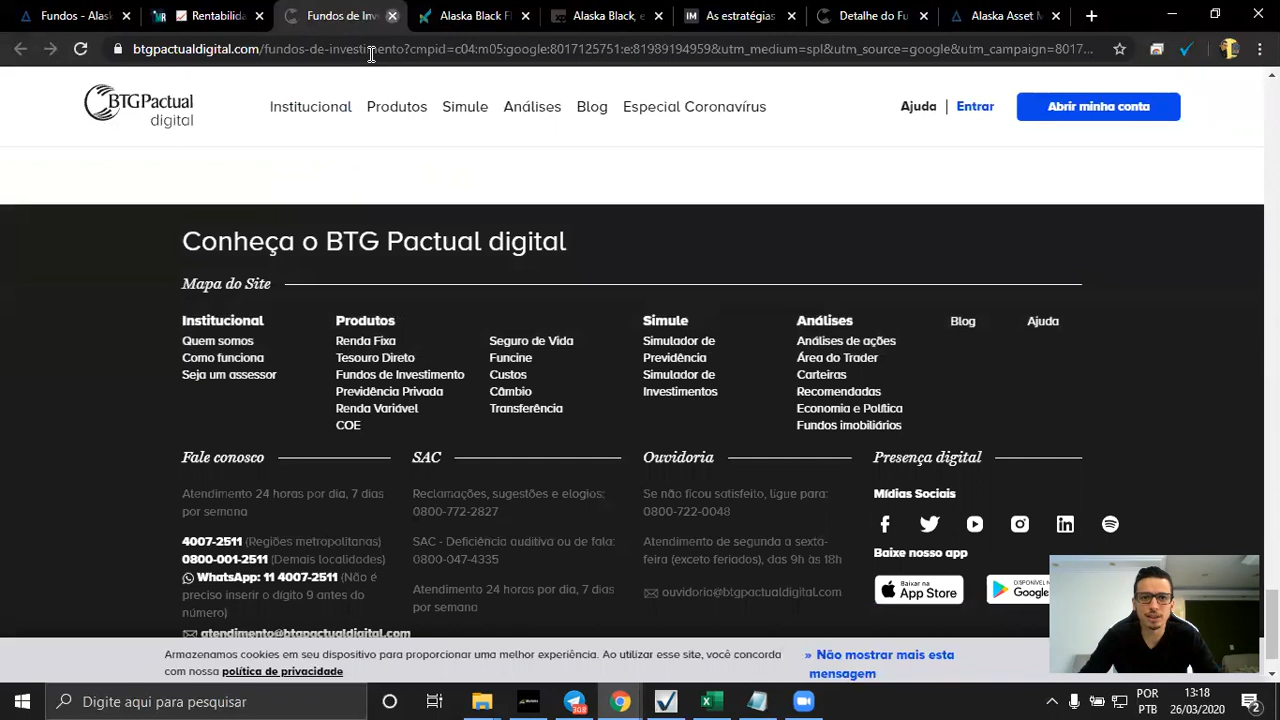 Fundos - Alask
Rentabilida
Fundos de Inv
Alaska Black FI
Alaska Black, e
As estratégias
Detalhe do Fu
Alaska Asset M
btgpactualdigital.com/fundos-de-investimento?cmpid=c04:m05:google:8017125751:e:81989194959&utm_medium=spl&utm_source=google&utm_campaign=8017...
BTGPactual
digital
Institucional Produtos Simule Análises Blog Especial Coronavírus
Ajuda | Entrar
Abrir minha conta
Conheça o BTG Pactual digital
Mapa do Site
Institucional
Quem somos
Como funciona
Seja um assessor
Produtos
Renda Fixa
Tesouro Direto
Fundos de Investimento
Previdência Privada
Renda Variável
COE
Seguro de Vida
Funcine
Custos
Câmbio
Transferência
Simule
Simulador de
Previdência
Simulador de
Investimentos
Análises
Análises de ações
Área do Trader
Carteiras
Recomendadas
Economia e Política
Fundos imobiliários
Blog
Ajuda
Fale conosco
Atendimento 24 horas por dia, 7 dias
por semana
4007-2511 (Regiões metropolitanas)
0800-001-2511 (Demais localidades)
WhatsApp: 11 4007-2511 (Não é
preciso inserir o dígito 9 antes do
número)
atendimento@btgpactualdigital.com
SAC
Reclamações, sugestões e elogios:
0800-772-2827
SAC - Deficiência auditiva ou de fala:
0800-047-4335
Atendimento 24 horas por dia, 7 dias
por semana
Ouvidoria
Se não ficou satisfeito, ligue para:
0800-722-0048
Atendimento de segunda a sexta-
feira (exceto feriados), das 9h às 18h
ouvidoria@btgpactualdigital.com
Presença digital
Mídias Sociais
Baixe nosso app
Baixar na
App Store
DISPONÍVEL N
Google
Armazenamos cookies em seu dispositivo para proporcionar uma melhor experiência. Ao utilizar esse site, você concorda
com nossa política de privacidade
» Não mostrar mais esta
mensagem
Digite aqui para pesquisar
308
POR
PTB
13:18
26/03/2020
2